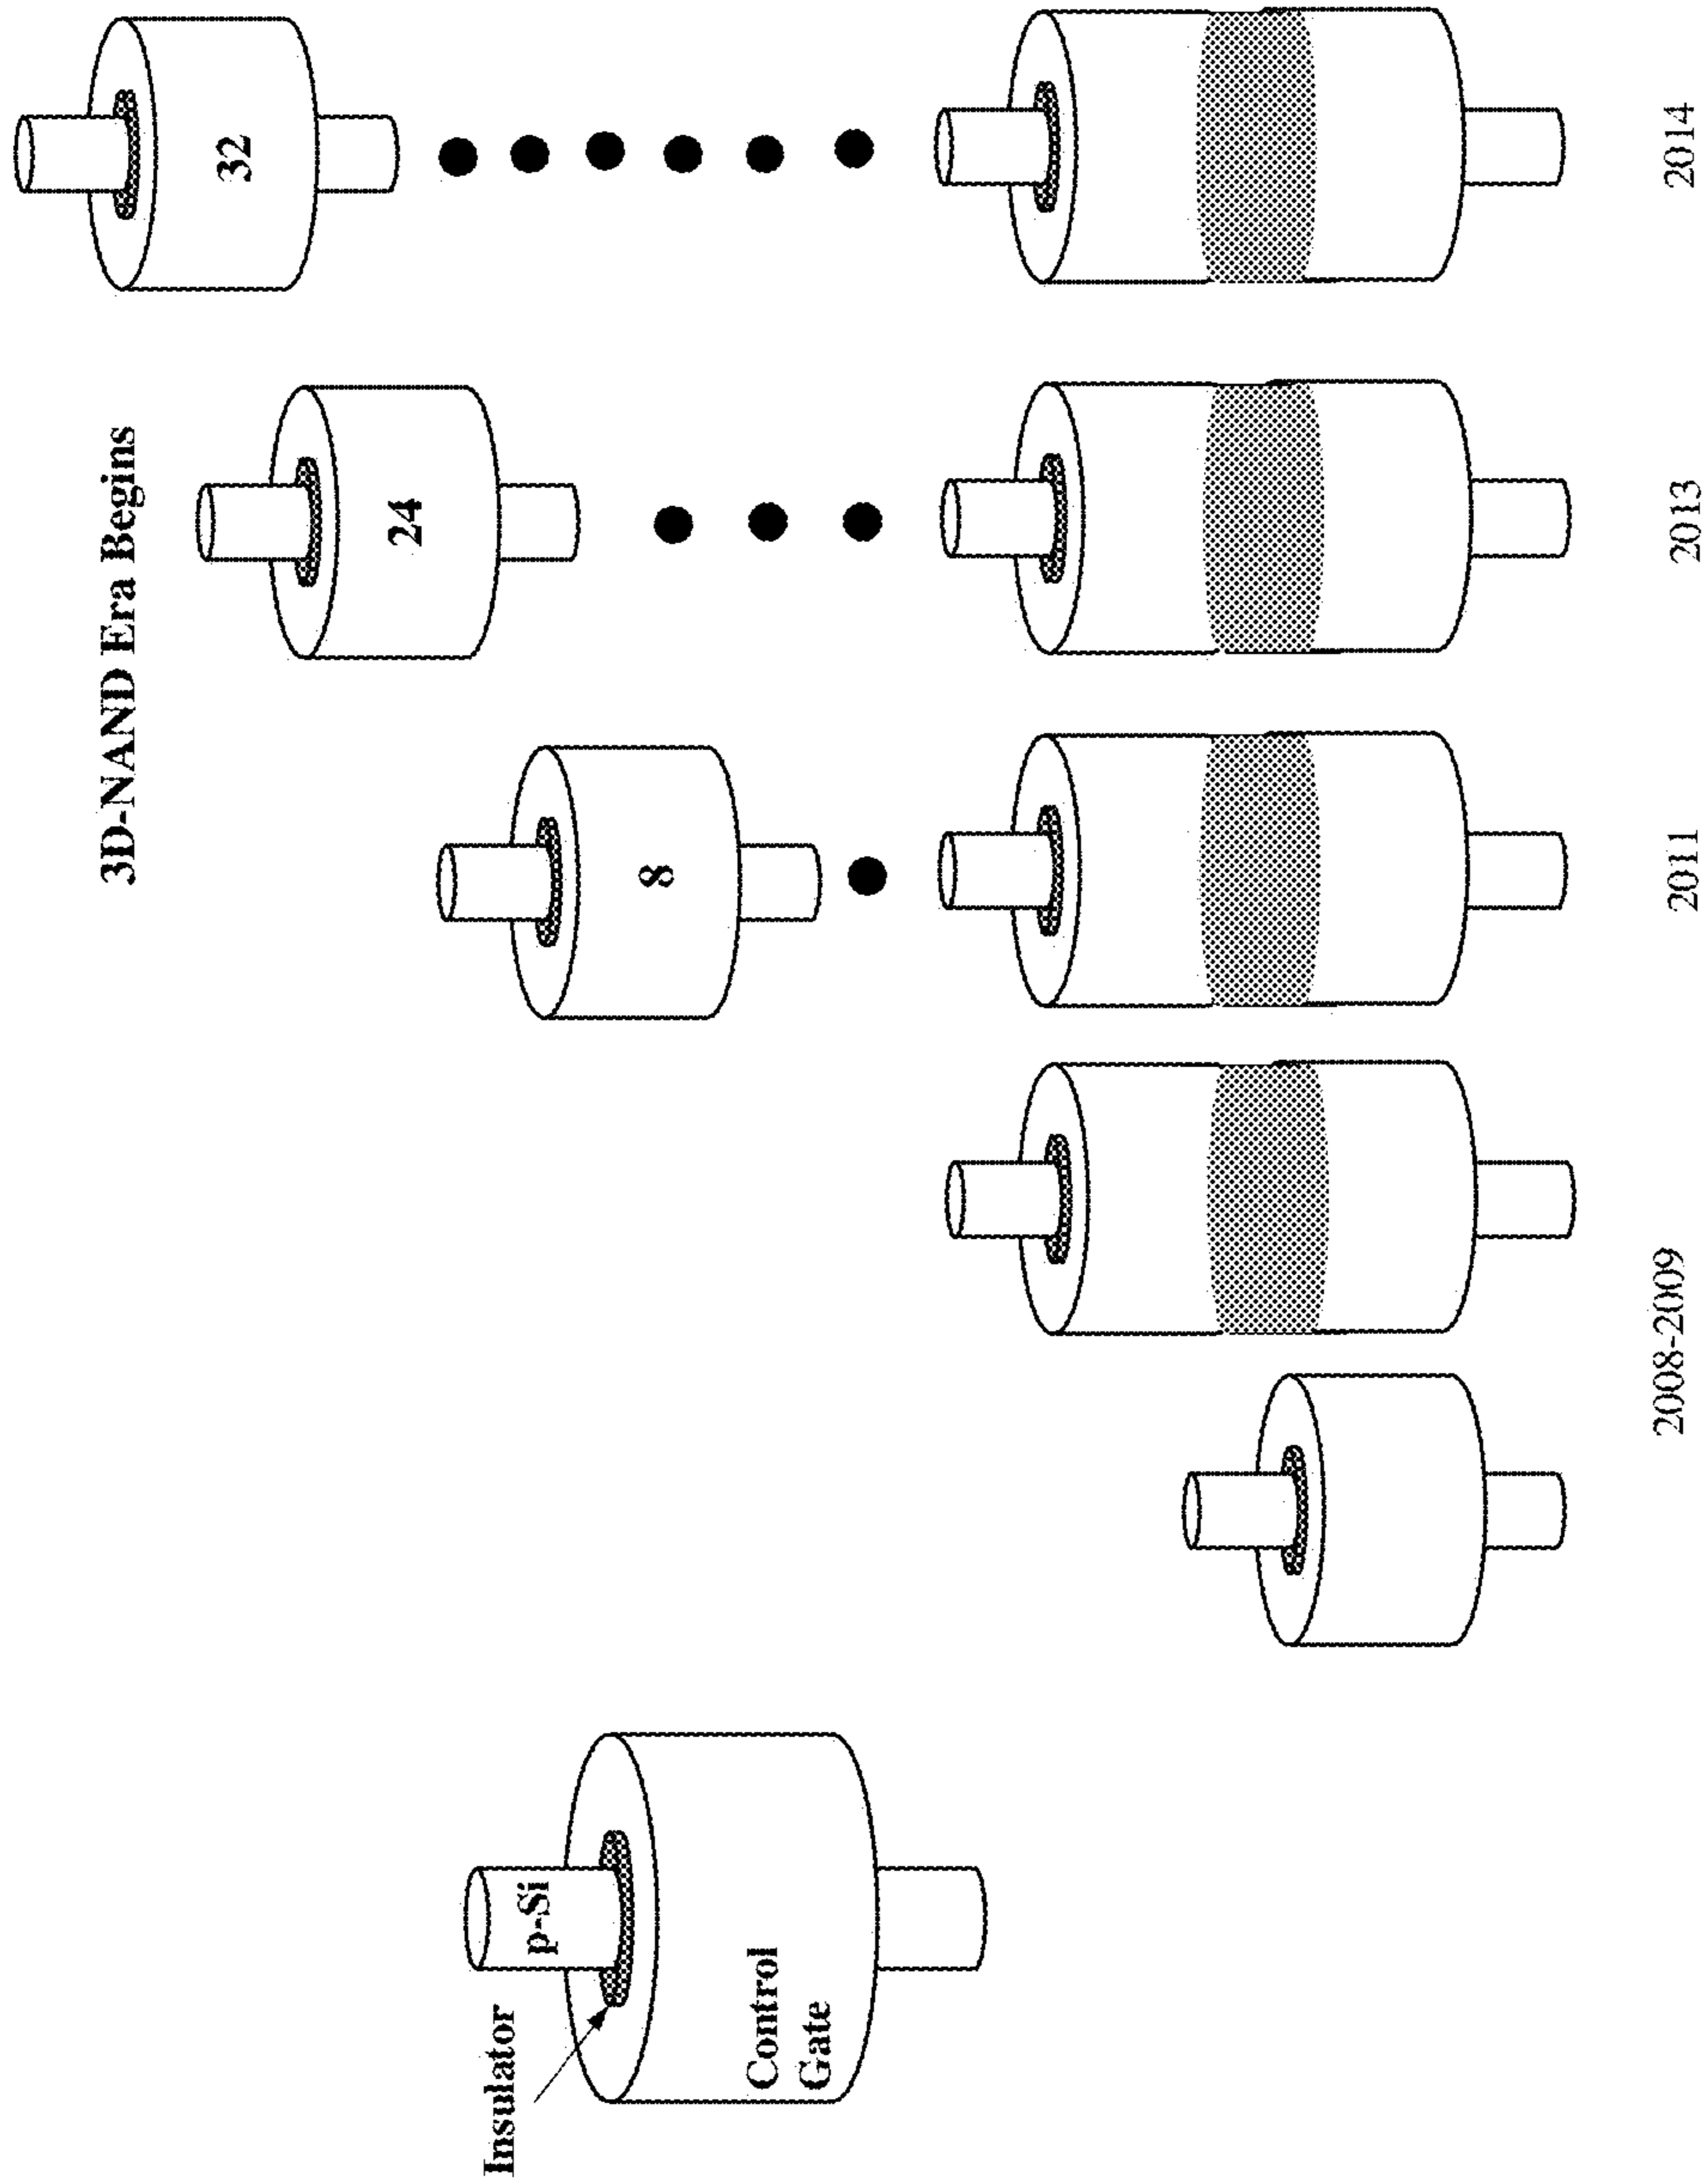 3D-NAND Era Begins
Insulator
p-Si
Control
Gate
8
24
32
2008-2009
2011
2013
2014